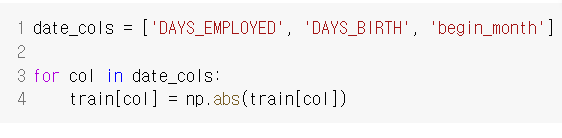 1 date_cols = ['DAYS_EMPLOYED', 'DAYS_BIRTH', 'begin_month']
2
3 for col in date_cols:
4     train[col] = np.abs(train[col])